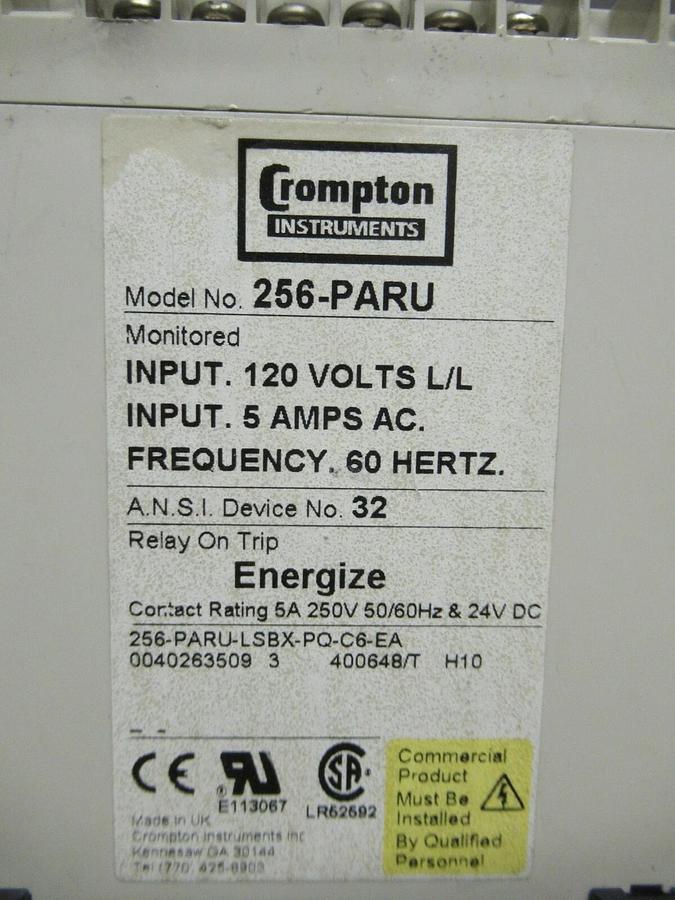 Crompton
INSTRUMENTS
Model No. 256-PARU
Monitored
INPUT. 120 VOLTS L/L
INPUT. 5 AMPS AC.
FREQUENCY. 60 HERTZ.
A.N.S.I. Device No. 32
Relay On Trip
Energize
Contact Rating 5A 250V 50/60Hz & 24V DC
256-PARU-LSBX-PQ-C6-EA
0040263509 3 400648/T H10
CE
E113067
SA
LR52592
Made in UK
Crompton Instruments Inc
Kennesaw GA 30144
Tel (770)
Commercial
Product
Must Be
Installed
By Qualified
Personnel